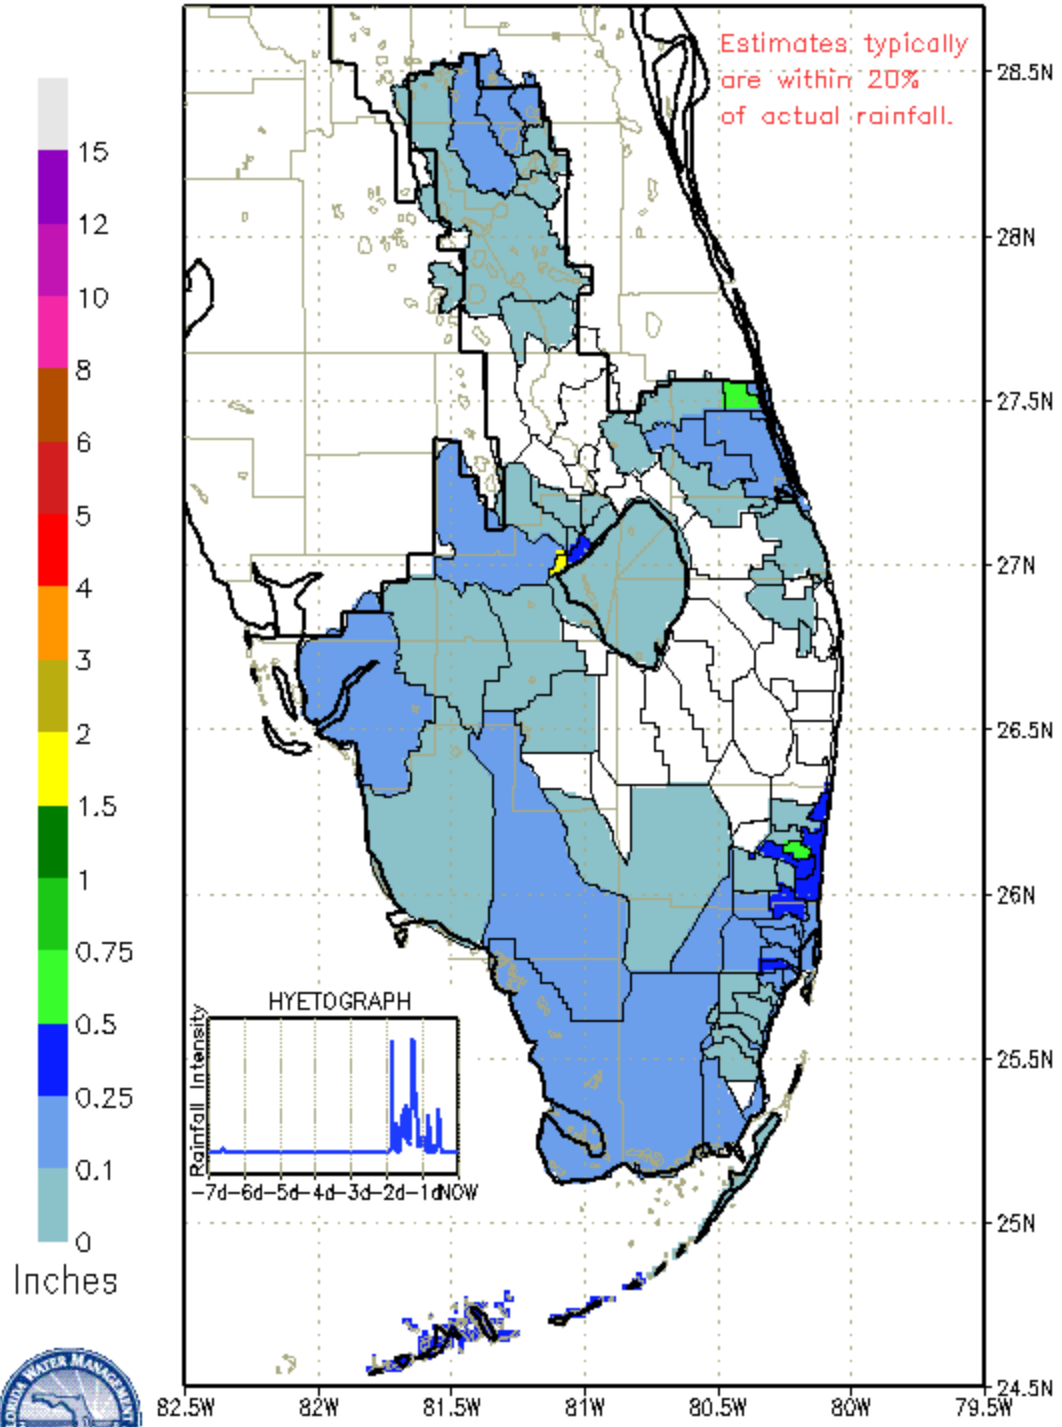 Estimates typically
are within 20%
of actual rainfall.
15
12
10
8
6
5
4
3
2
1.5
1
0.75
0.5
0.25
0.1
0
Inches
28.5N
28N
27.5N
27N
26.5N
26N
25.5N
25N
24.5N
HYETOGRAPH
Rainfall Intensity
-7d-6d-5d-4d-3d-2d-1dNOW
82.5W 82W 81.5W 81W 80.5W 80W 79.5W
WATER MANAGEMENT